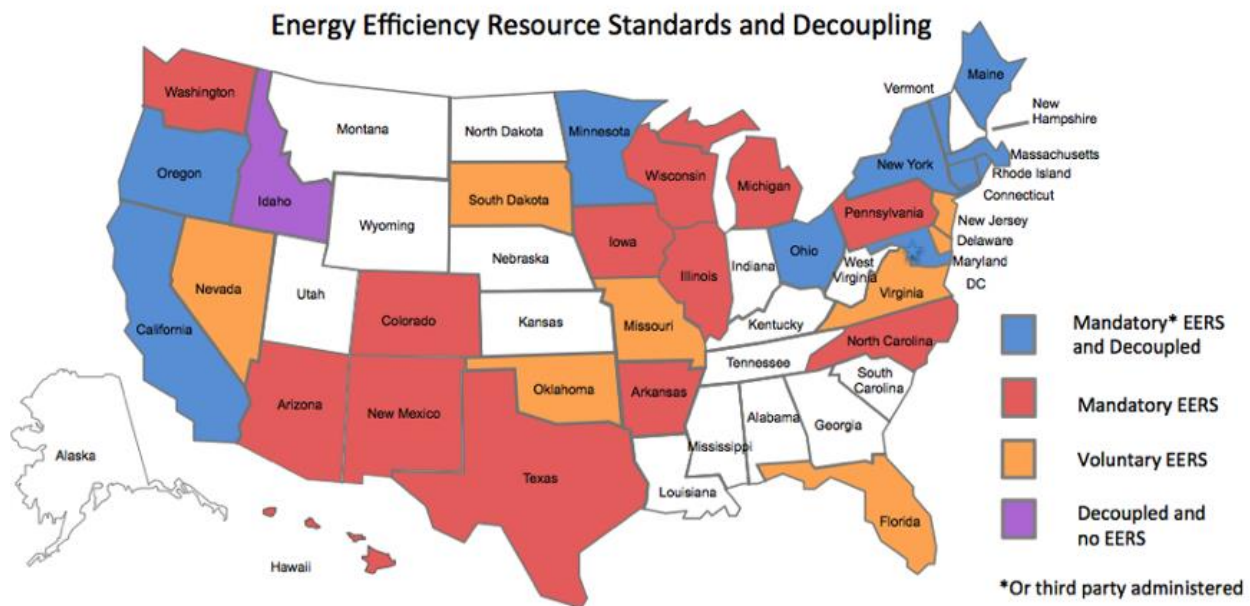 Energy Efficiency Resource Standards and Decoupling
Maine
Vermont
Washington
New
Hampshire
Montana
North Dakota
Minnesota
Massachusetts
Oregon
New York
Rhode Island
Wisconsin
Michigan
Connecticut
Idaho
South Dakota
Pennsylvania
New Jersey
Wyoming
Iowa
Delaware
Ohio
Maryland
Nebraska
Indiana
West
Virginia
Illinois
DC
Nevada
Utah
Virginia
Colorado
Kansas
Missouri
California
Kentucky
North Carolina
Tennessee
South
Carolina
Oklahoma
Arkansas
Arizona
New Mexico
Alabama
Georgia
Mississippi
Alaska
Texas
Louisiana
Florida
Hawaii
Mandatory* EERS
and Decoupled
Mandatory EERS
Voluntary EERS
Decoupled and
no EERS
*Or third party administered